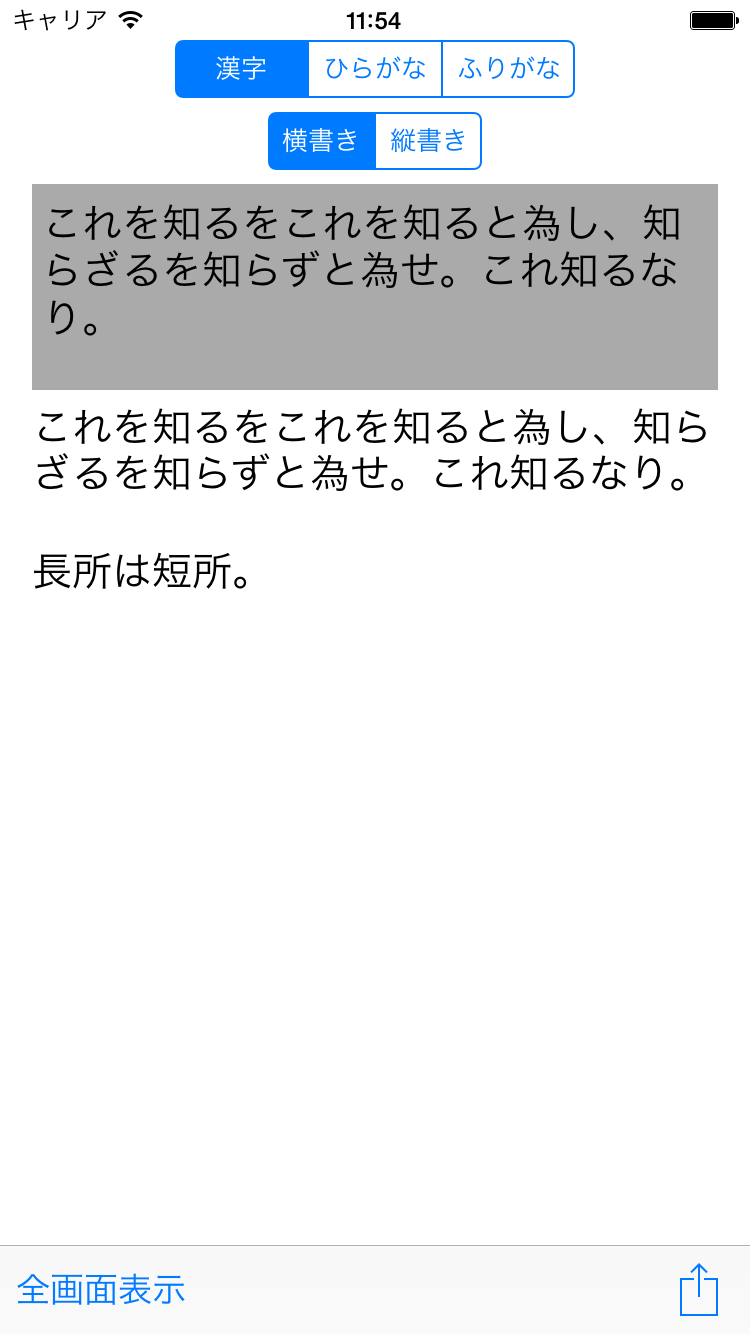 キャリア 11:54
漢字 ひらがな ふりがな
横書き 縦書き
これを知るをこれを知ると為し、知
らざるを知らずと為せ。これ知るな
り。
これを知るをこれを知ると為し、知ら
ざるを知らずと為せ。これ知るなり。
長所は短所。
全画面表示